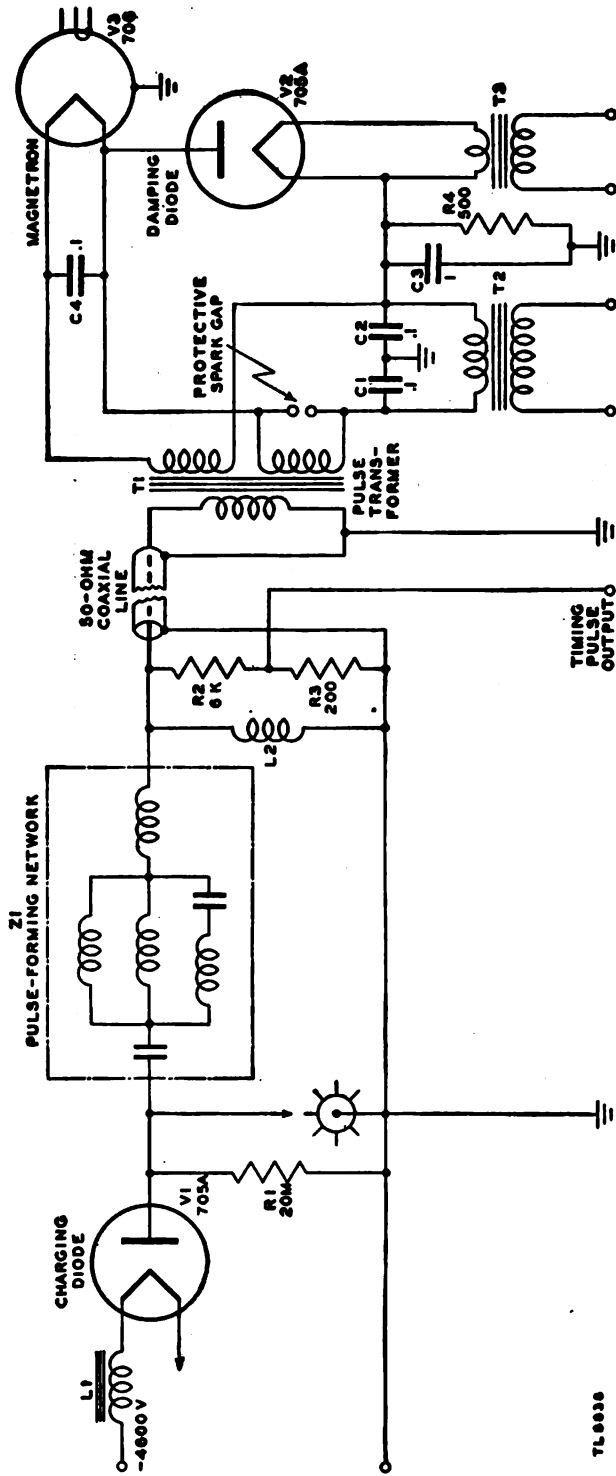 L1
-4600V
CHARGING
DIODE
V1
705A
R1
20M
Z1
PULSE-FORMING NETWORK
L2
R2
6K
R3
200
50-OHM
COAXIAL
LINE
TIMING
PULSE
OUTPUT
T1
PULSE
TRANS-
FORMER
PROTECTIVE
SPARK GAP
C4
.1
MAGNETRON
V3
706
DAMPING
DIODE
V2
705A
C1
.1
C2
.1
C3
1
R4
500
T2
T3